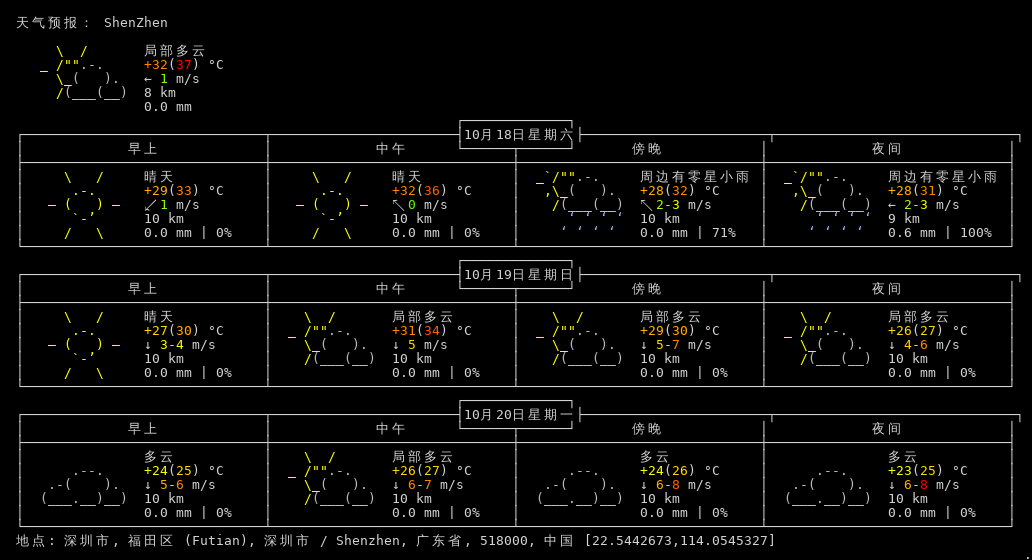 天气预报： ShenZhen
局部多云
+32(37) °C
← 1 m/s
8 km
0.0 mm
10月18日星期六
早上 中午 傍晚 夜间
晴天 晴天 周边有零星小雨 周边有零星小雨
+29(33) °C +32(36) °C +28(32) °C +28(31) °C
↙ 1 m/s ↖ 0 m/s ↖ 2-3 m/s ← 2-3 m/s
10 km 10 km 10 km 9 km
0.0 mm | 0% 0.0 mm | 0% 0.0 mm | 71% 0.6 mm | 100%
10月19日星期日
早上 中午 傍晚 夜间
晴天 局部多云 局部多云 局部多云
+27(30) °C +31(34) °C +29(30) °C +26(27) °C
↓ 3-4 m/s ↓ 5 m/s ↓ 5-7 m/s ↓ 4-6 m/s
10 km 10 km 10 km 10 km
0.0 mm | 0% 0.0 mm | 0% 0.0 mm | 0% 0.0 mm | 0%
10月20日星期一
早上 中午 傍晚 夜间
多云 局部多云 多云 多云
+24(25) °C +26(27) °C +24(26) °C +23(25) °C
↓ 5-6 m/s ↓ 6-7 m/s ↓ 6-8 m/s ↓ 6-8 m/s
10 km 10 km 10 km 10 km
0.0 mm | 0% 0.0 mm | 0% 0.0 mm | 0% 0.0 mm | 0%
地点: 深圳市, 福田区 (Futian), 深圳市 / Shenzhen, 广东省, 518000, 中国 [22.5442673,114.0545327]